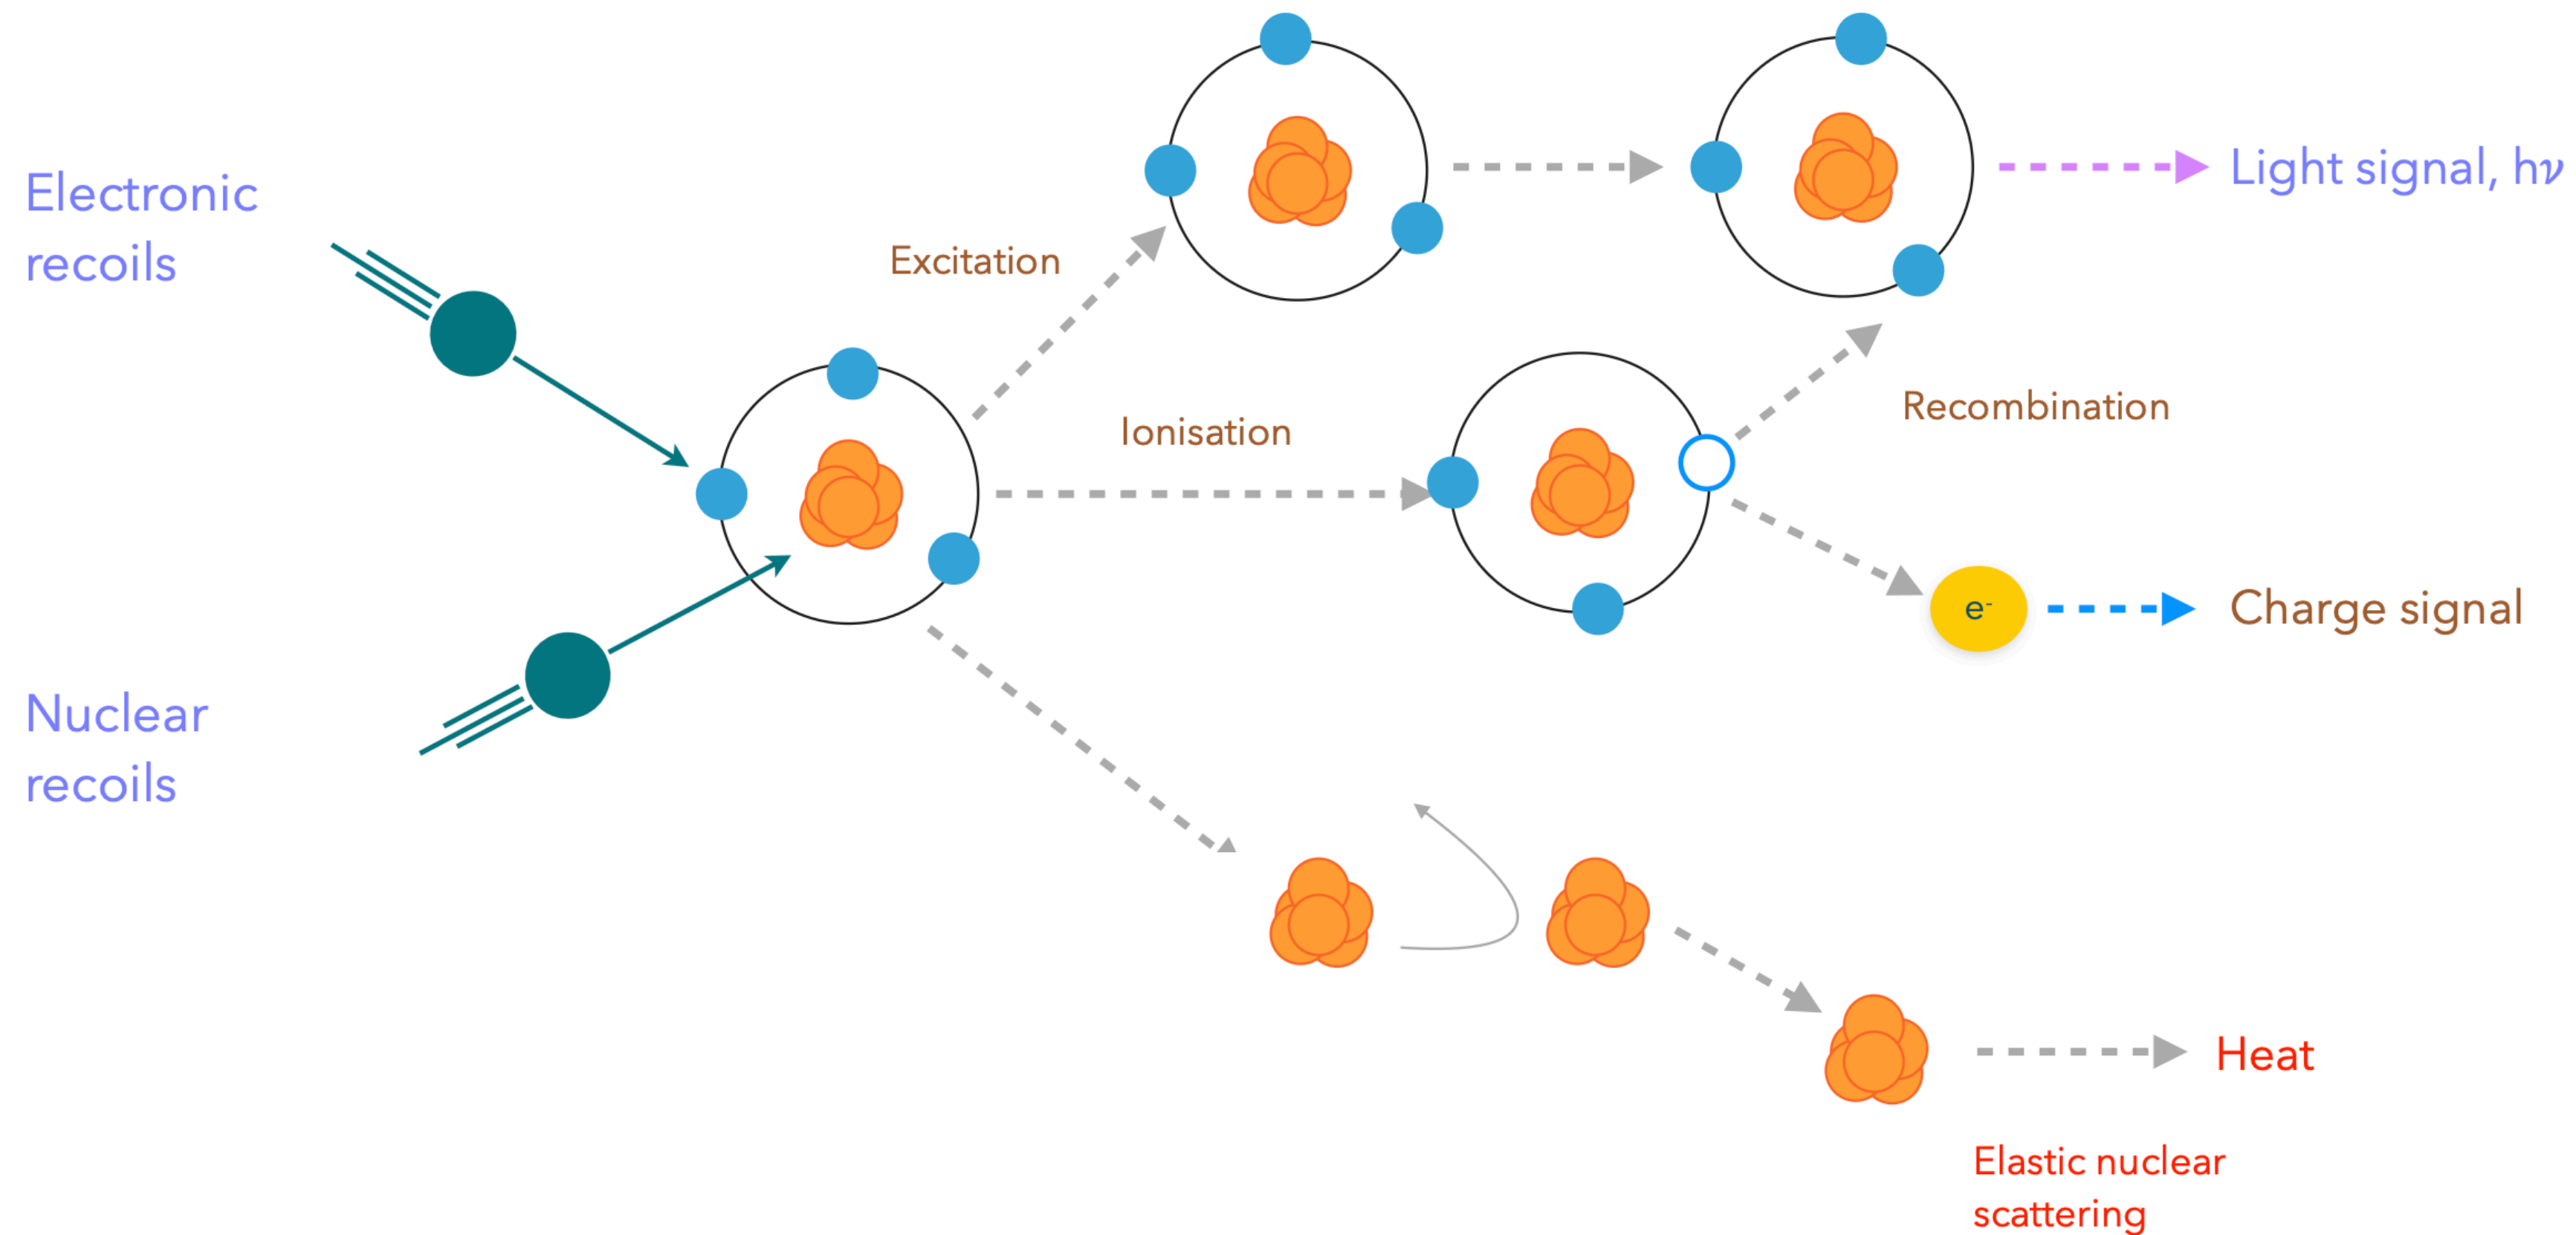 Electronic
recoils
Excitation
Light signal, hν
Ionisation
Recombination
e⁻
Charge signal
Nuclear
recoils
Heat
Elastic nuclear
scattering